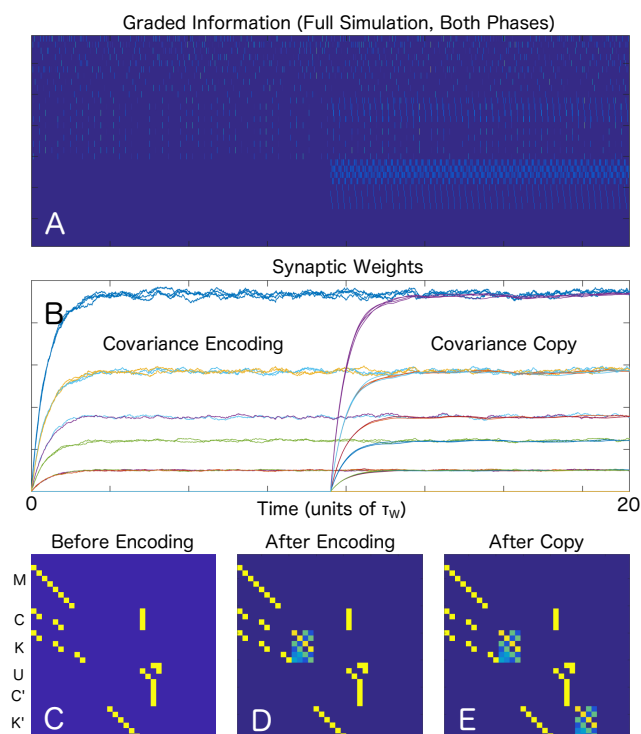 Graded Information (Full Simulation, Both Phases)
A
Synaptic Weights
B
Covariance Encoding
Covariance Copy
0
Time (units of τW)
20
Before Encoding
After Encoding
After Copy
M
C
K
U
C'
K'
C
D
E